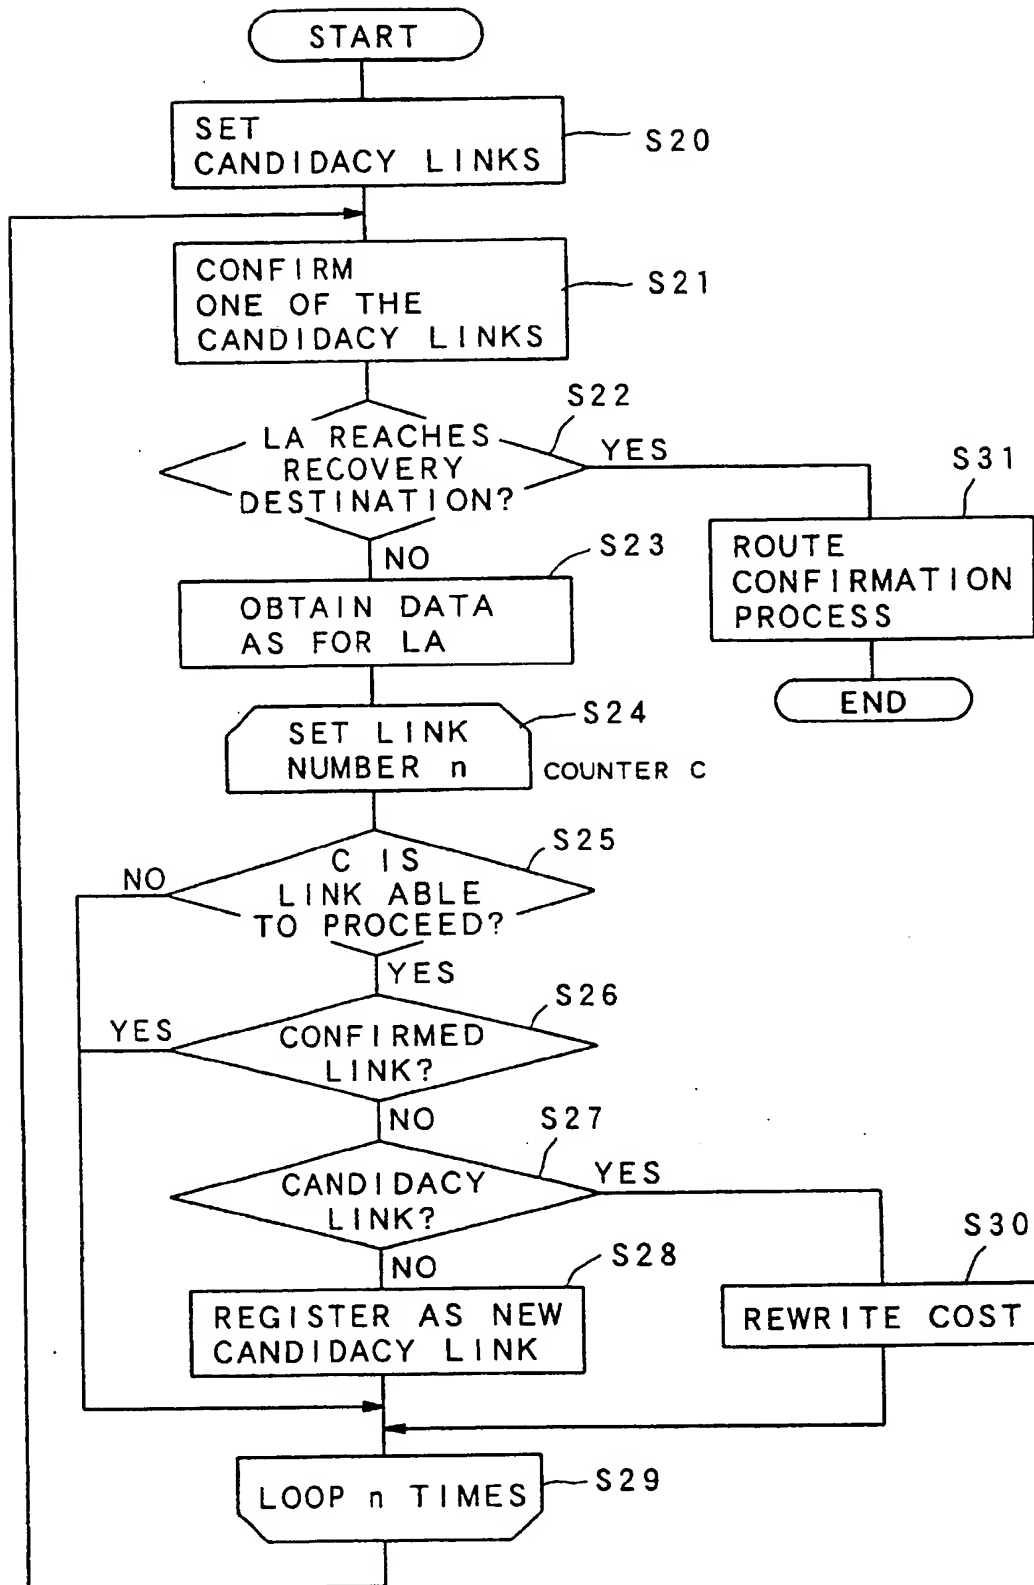 START
SET
CANDIDACY LINKS
S20
CONFIRM
ONE OF THE
CANDIDACY LINKS
S21
LA REACHES
RECOVERY
DESTINATION?
S22
YES
NO
S31
ROUTE
CONFIRMATION
PROCESS
END
S23
OBTAIN DATA
AS FOR LA
S24
SET LINK
NUMBER n
COUNTER C
S25
C IS
LINK ABLE
TO PROCEED?
NO
YES
S26
CONFIRMED
LINK?
YES
NO
S27
CANDIDACY
LINK?
YES
NO
S28
REGISTER AS NEW
CANDIDACY LINK
S30
REWRITE COST
LOOP n TIMES
S29